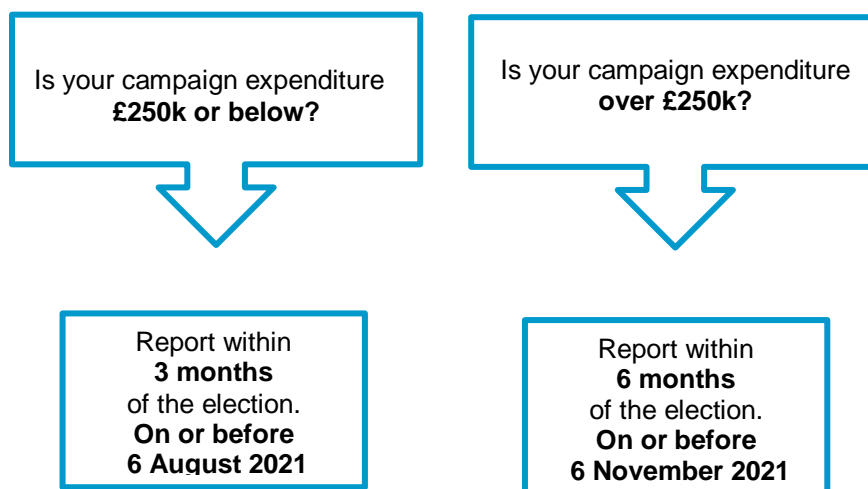 Is your campaign expenditure
£250k or below?
Is your campaign expenditure
over £250k?
Report within
3 months
of the election.
On or before
6 August 2021
Report within
6 months
of the election.
On or before
6 November 2021